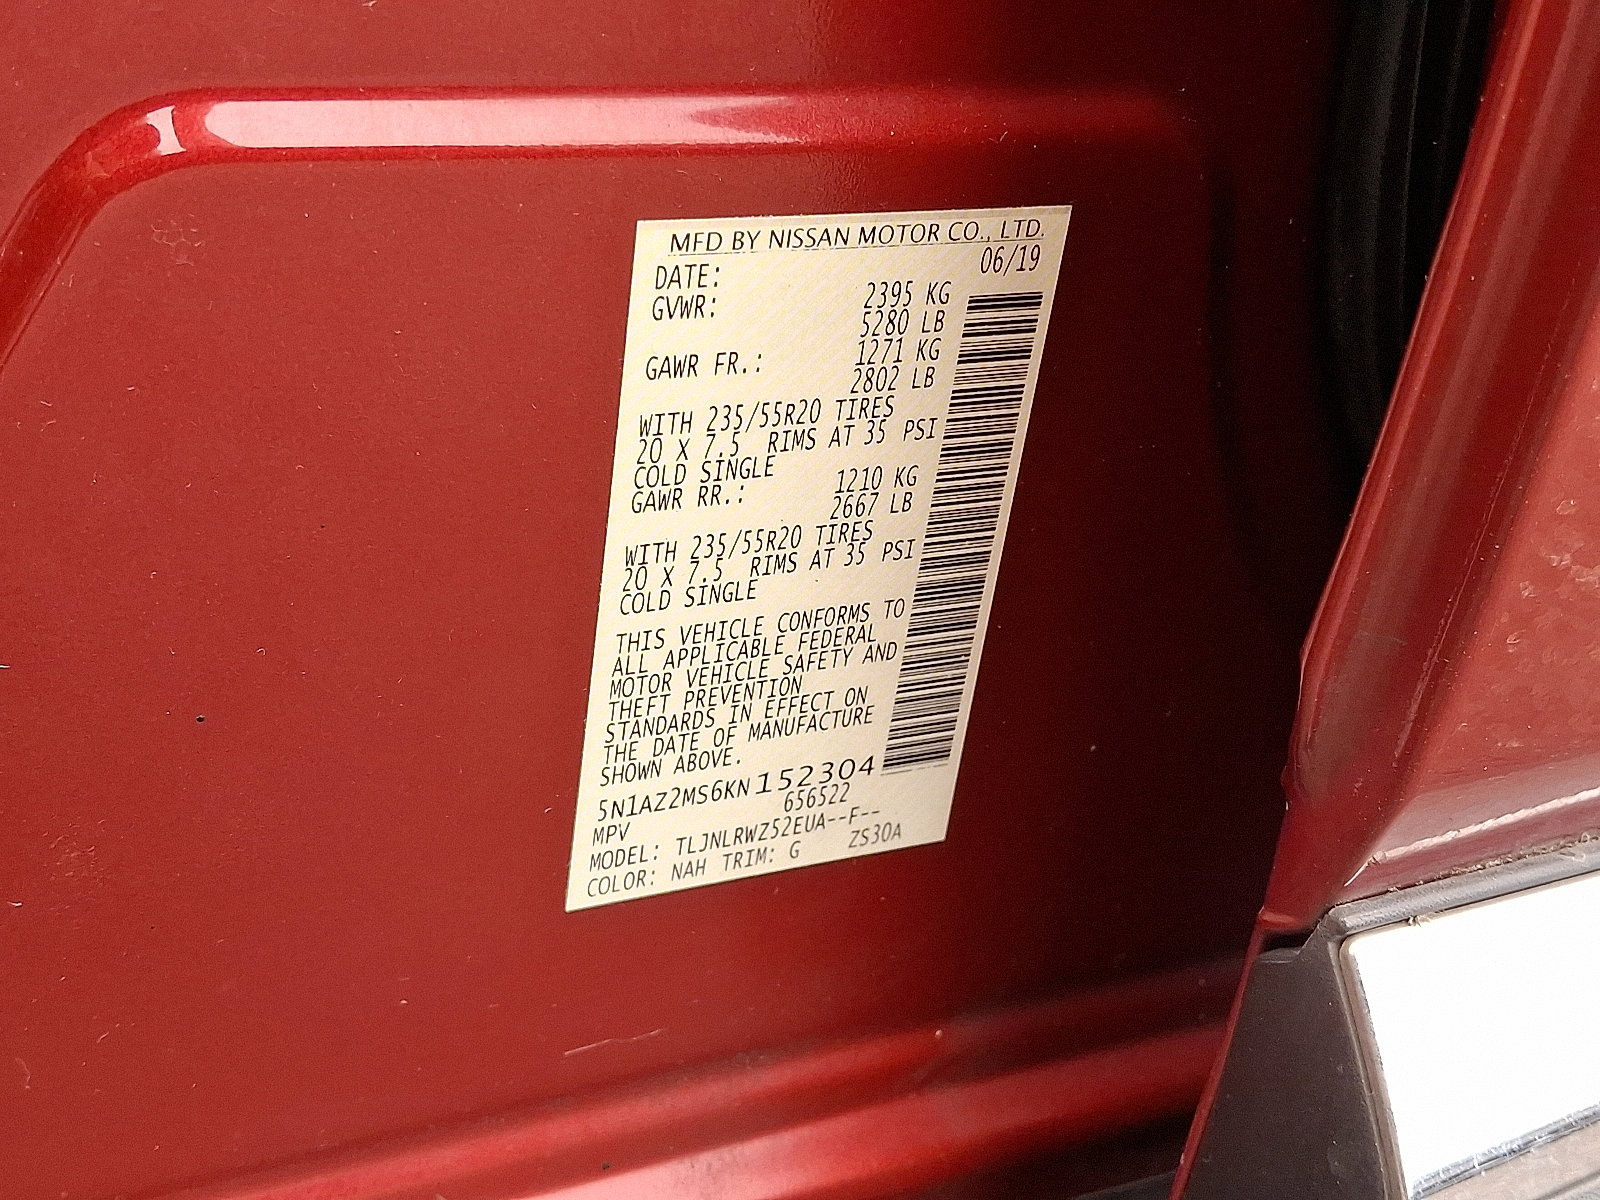 MFD BY NISSAN MOTOR CO., LTD.
DATE: 06/19
GVWR: 2395 KG
5280 LB
GAWR FR.: 1271 KG
2802 LB
WITH 235/55R20 TIRES
20 X 7.5 RIMS AT 35 PSI
COLD SINGLE
GAWR RR.: 1210 KG
2667 LB
WITH 235/55R20 TIRES
20 X 7.5 RIMS AT 35 PSI
COLD SINGLE
THIS VEHICLE CONFORMS TO
ALL APPLICABLE FEDERAL
MOTOR VEHICLE SAFETY AND
THEFT PREVENTION
STANDARDS IN EFFECT ON
THE DATE OF MANUFACTURE
SHOWN ABOVE.
5N1AZ2MS6KN152304
MPV 656522
MODEL: TLJNLRWZ52EUA--F--
COLOR: NAH TRIM: G ZS30A